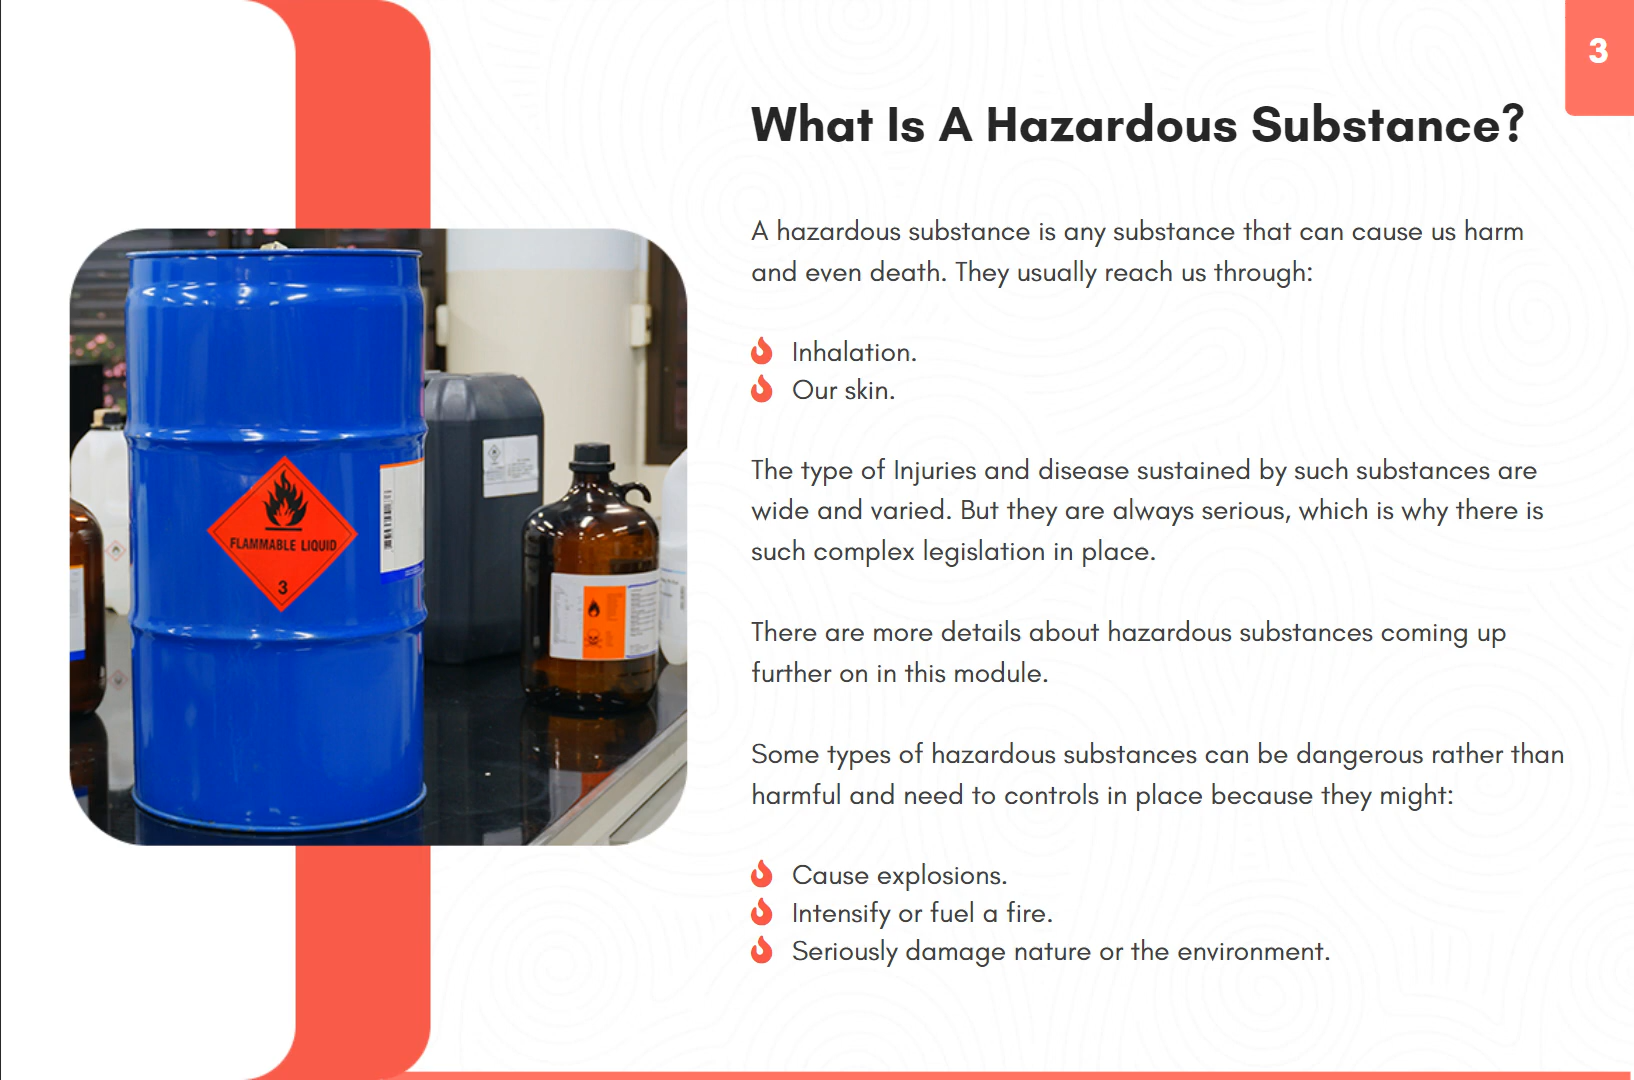 3
What Is A Hazardous Substance?
A hazardous substance is any substance that can cause us harm
and even death. They usually reach us through:
Inhalation.
Our skin.
The type of Injuries and disease sustained by such substances are
wide and varied. But they are always serious, which is why there is
such complex legislation in place.
There are more details about hazardous substances coming up
further on in this module.
Some types of hazardous substances can be dangerous rather than
harmful and need to controls in place because they might:
Cause explosions.
Intensify or fuel a fire.
Seriously damage nature or the environment.
FLAMMABLE LIQUID
3